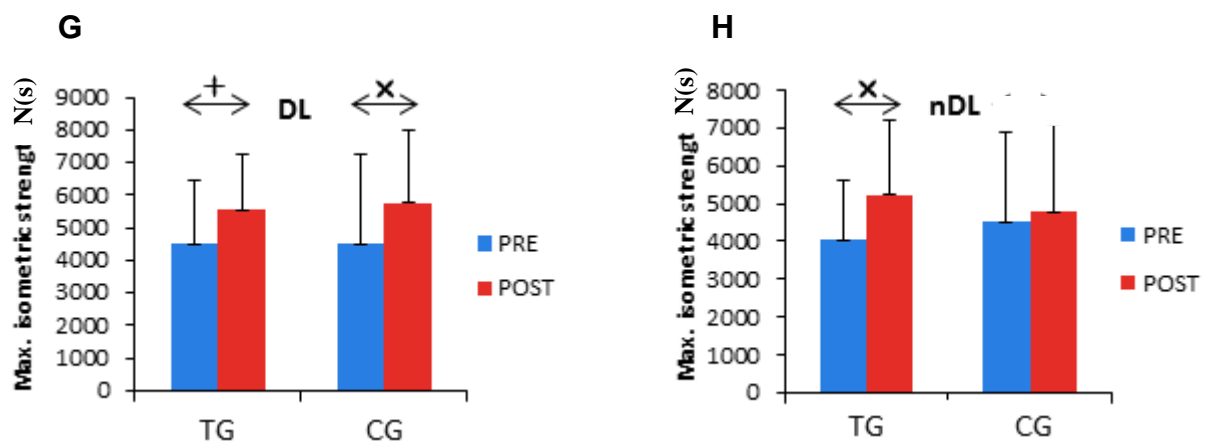 G
Max. isometric strengt N(s)
9000
8000
7000
6000
5000
4000
3000
2000
1000
0
+
DL
×
TG
CG
PRE
POST
H
Max. isometric strengt N(s)
8000
7000
6000
5000
4000
3000
2000
1000
0
×
nDL
TG
CG
PRE
POST